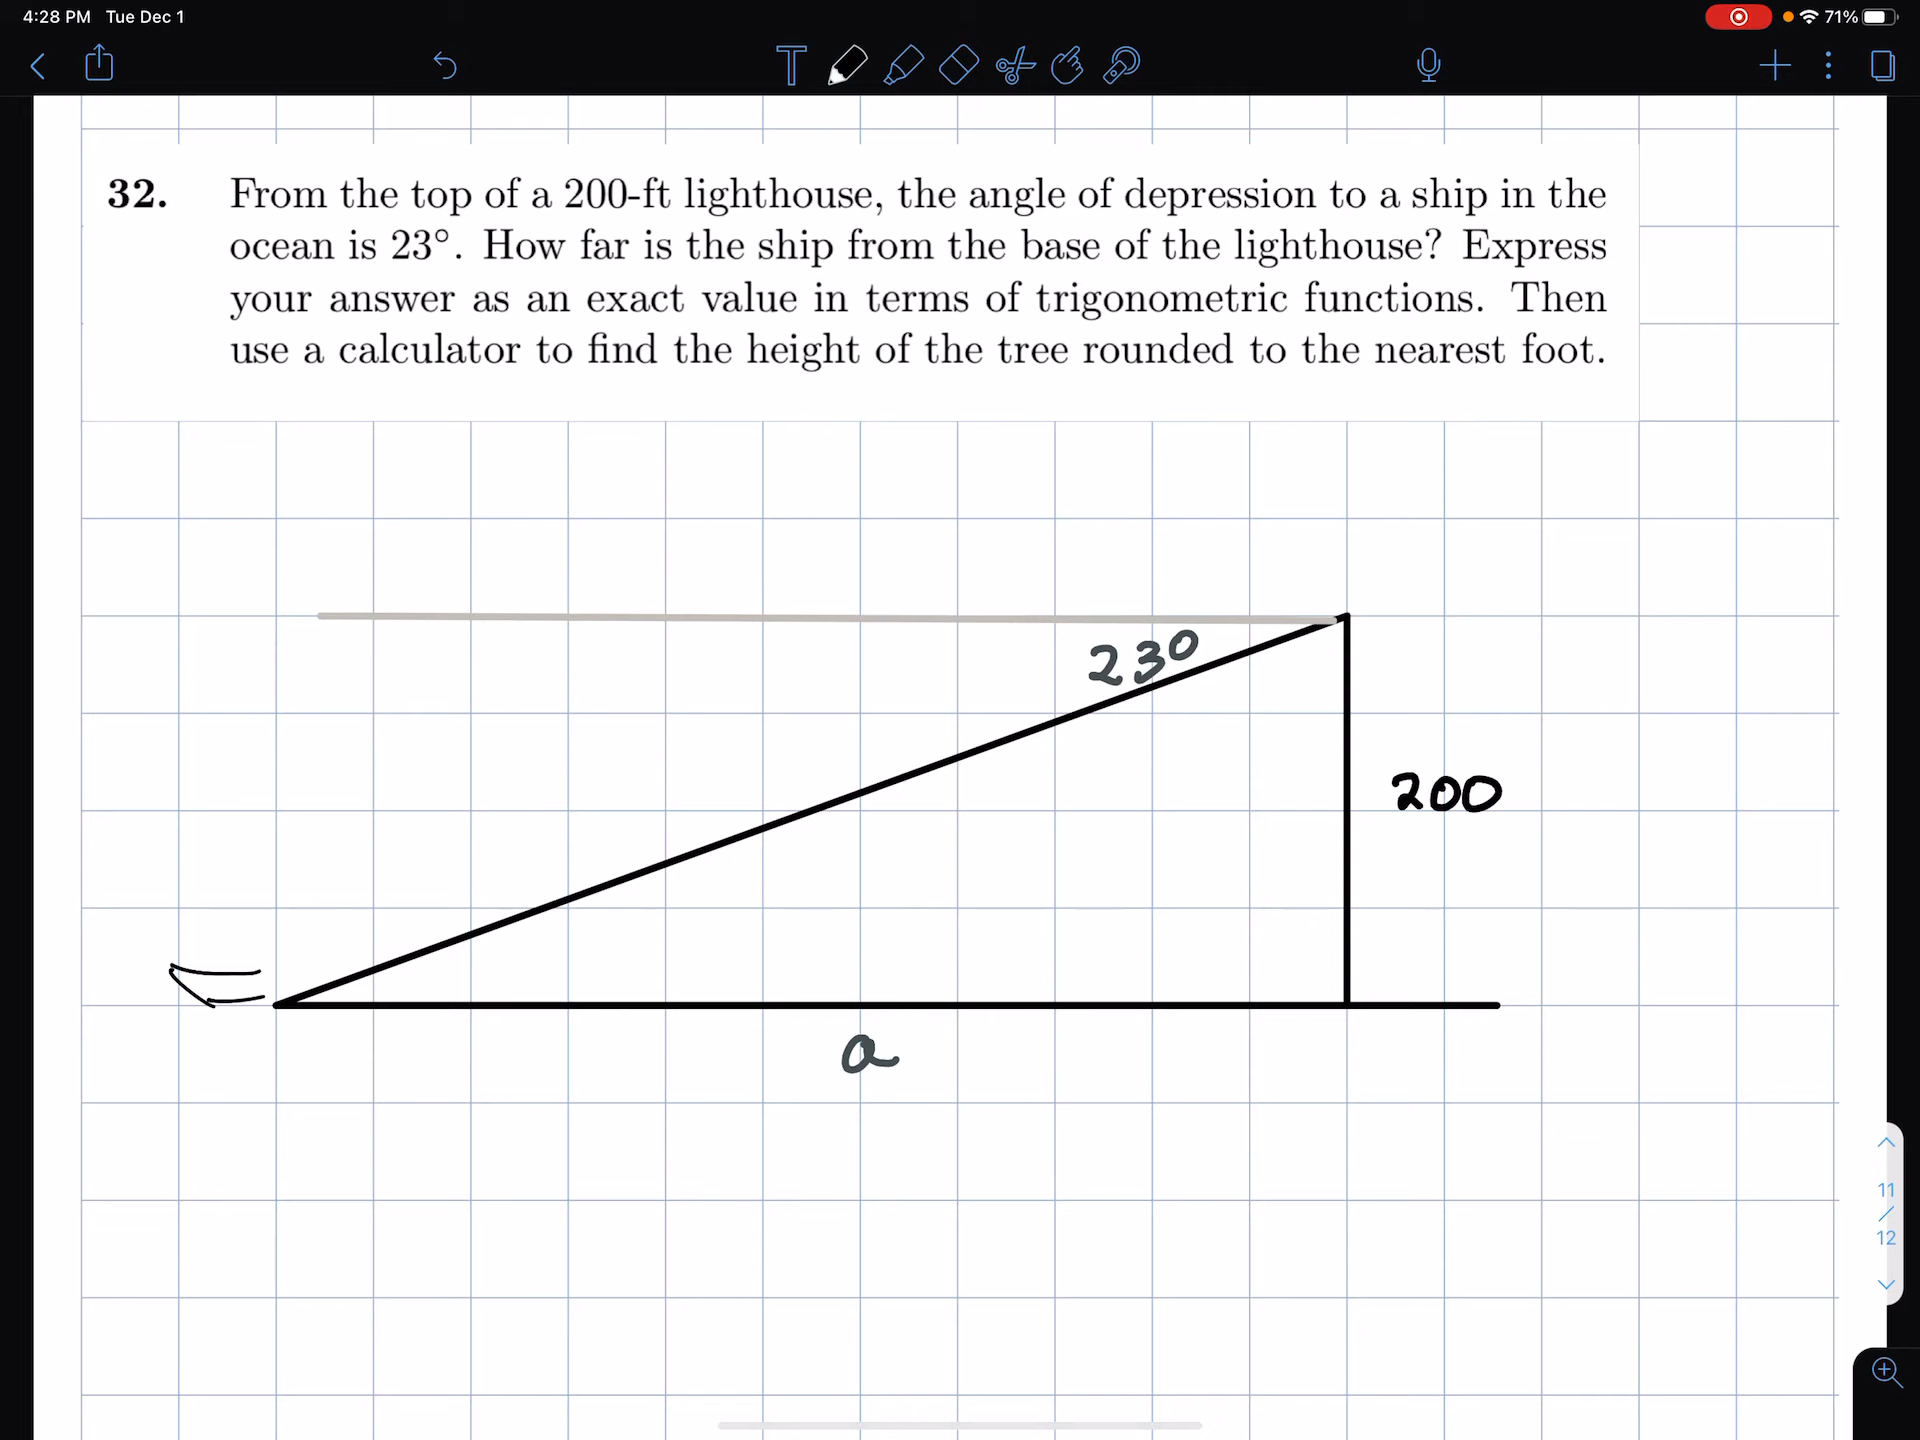 4:28 PM Tue Dec 1
71%
32. From the top of a 200-ft lighthouse, the angle of depression to a ship in the
ocean is 23°. How far is the ship from the base of the lighthouse? Express
your answer as an exact value in terms of trigonometric functions. Then
use a calculator to find the height of the tree rounded to the nearest foot.
23°
200
a
11
/
12